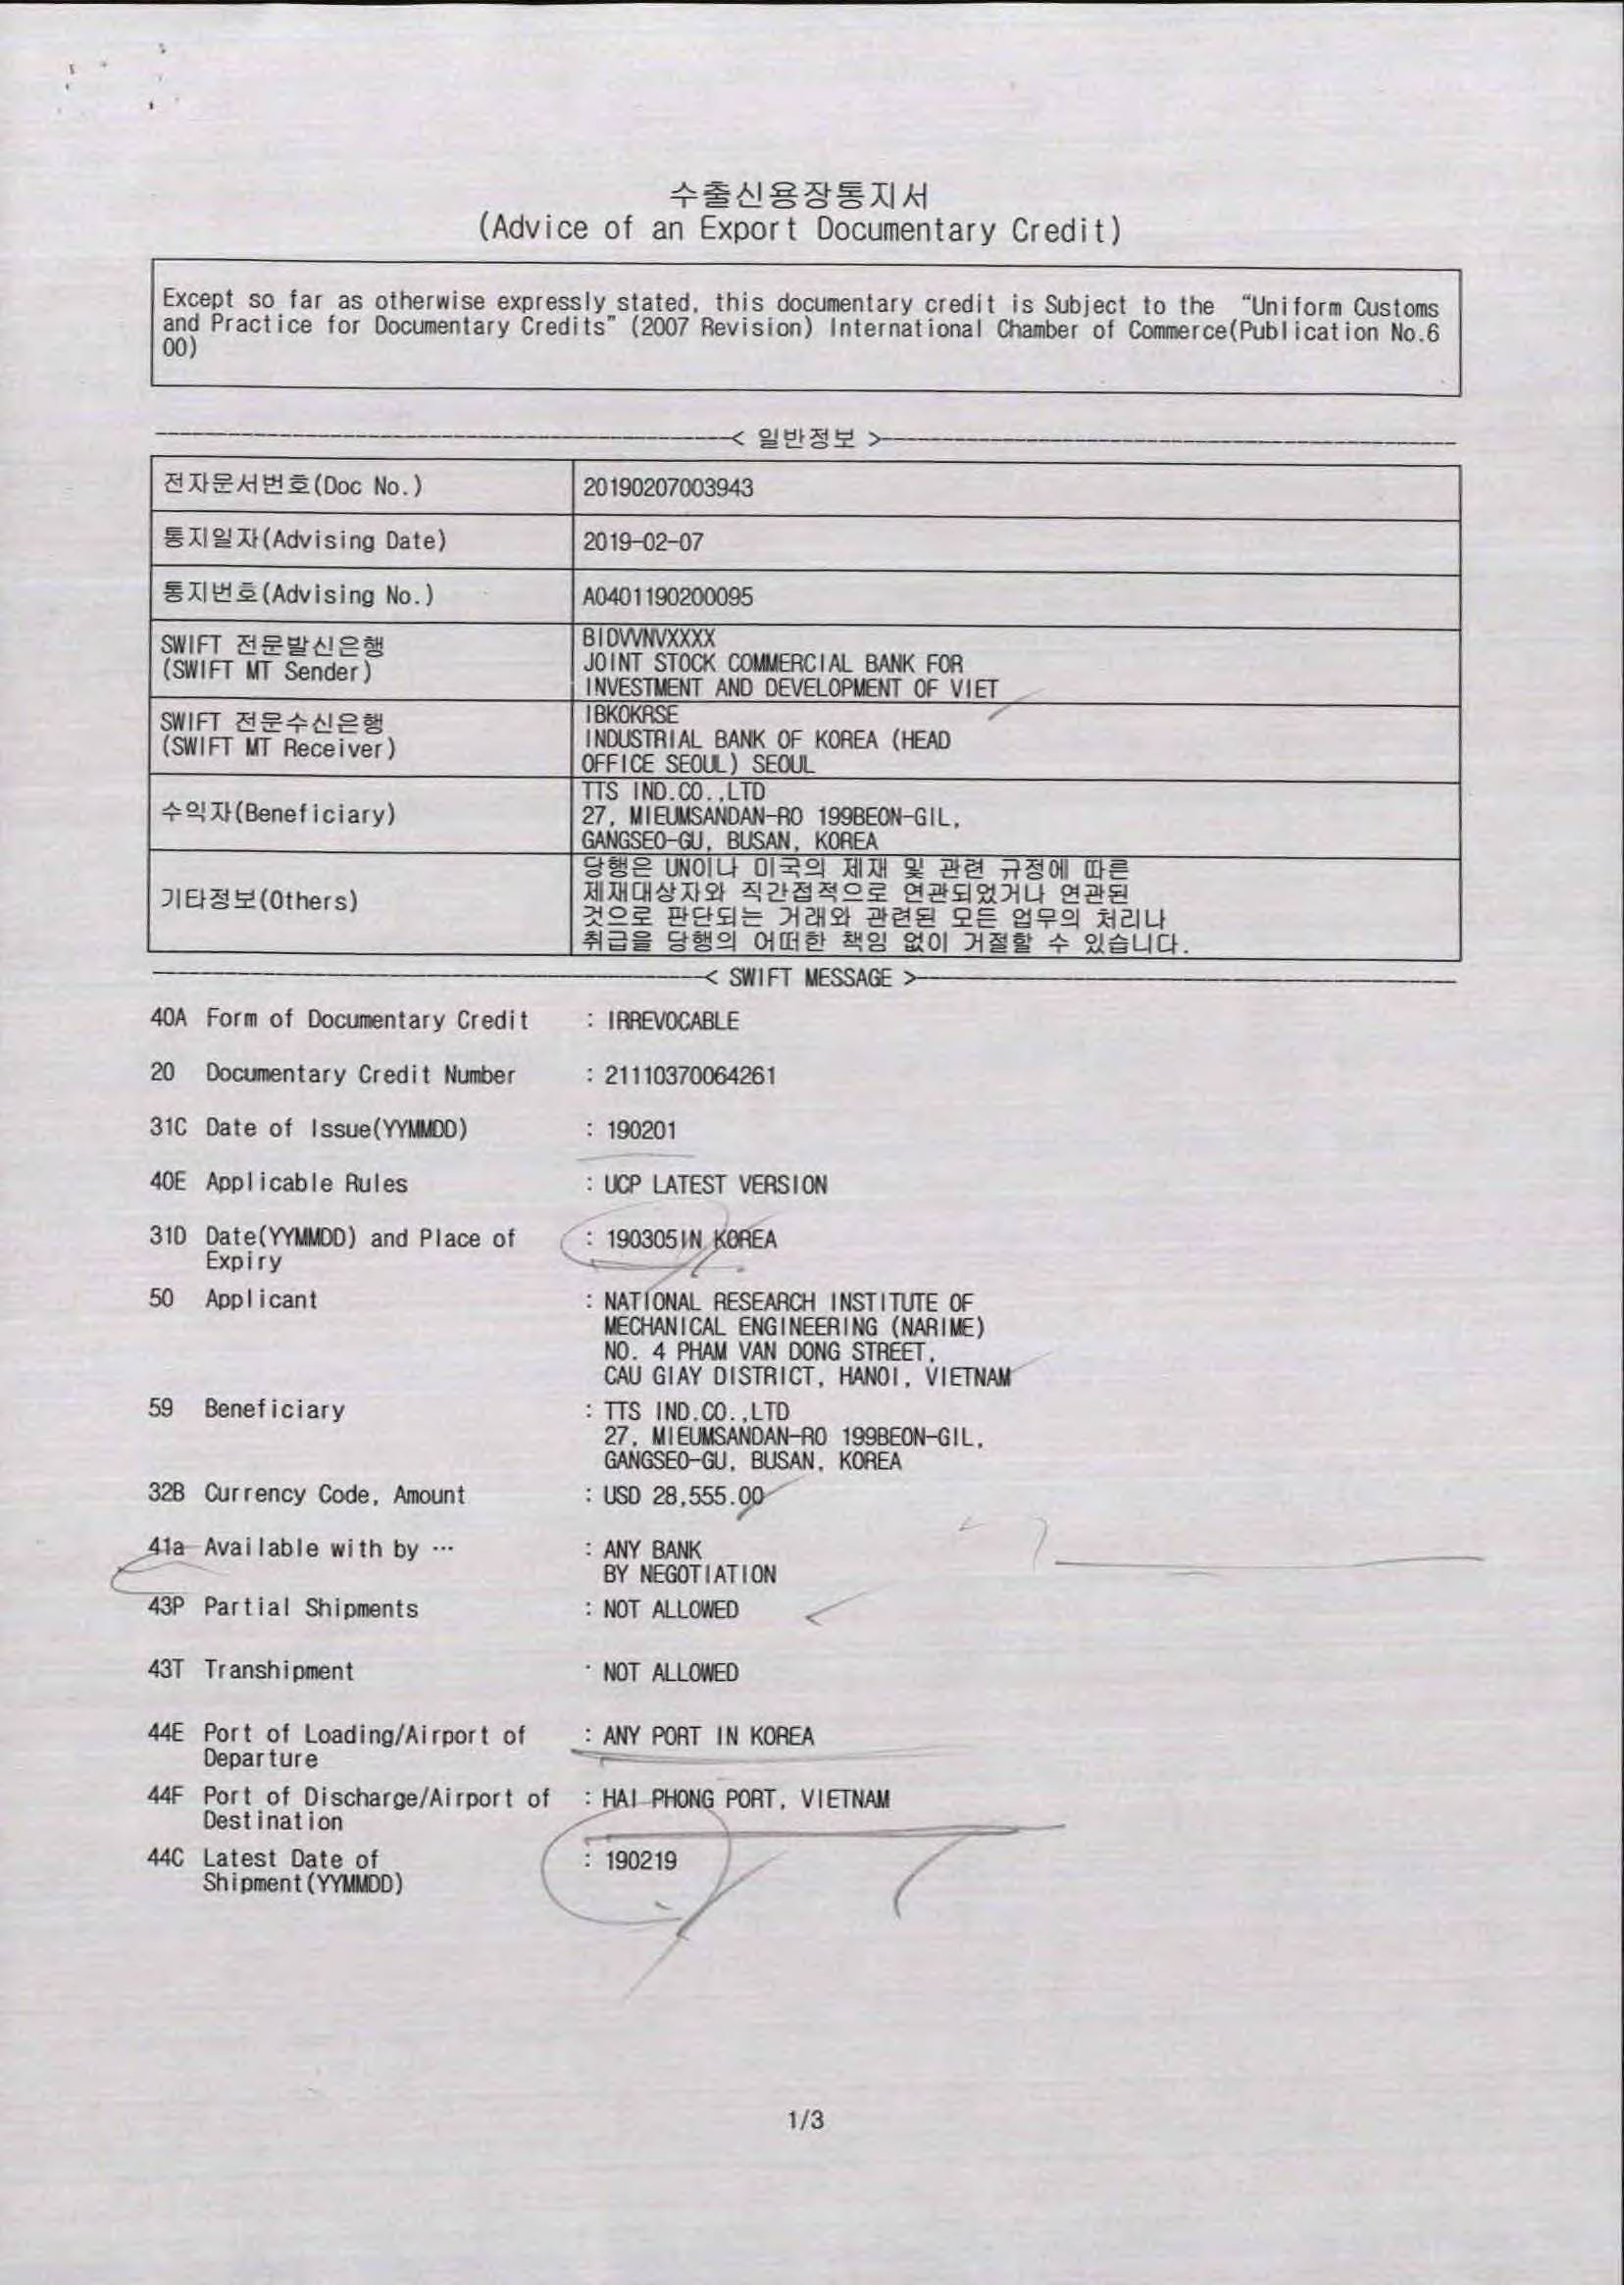 수출신용장통지서
(Advice of an Export Documentary Credit)
Except so far as otherwise expressly stated, this documentary credit is Subject to the "Uniform Customs
and Practice for Documentary Credits" (2007 Revision) International Chamber of Commerce(Publication No.6
00)
< 일반정보 >
전자문서번호(Doc No.) 20190207003943
통지일자(Advising Date) 2019-02-07
통지번호(Advising No.) A0401190200095
SWIFT 전문발신은행
(SWIFT MT Sender)
BIDVVNVXXXX
JOINT STOCK COMMERCIAL BANK FOR
INVESTMENT AND DEVELOPMENT OF VIET
SWIFT 전문수신은행
(SWIFT MT Receiver)
IBKOKRSE
INDUSTRIAL BANK OF KOREA (HEAD
OFFICE SEOUL) SEOUL
수익자(Beneficiary)
TTS IND.CO.,LTD
27, MIEUMSANDAN-RO 199BEON-GIL,
GANGSEO-GU, BUSAN, KOREA
기타정보(Others)
당행은 UN이나 미국의 제재 및 관련 규정에 따른
제재대상자와 직간접적으로 연관되었거나 연관된
것으로 판단되는 거래와 관련된 모든 업무의 처리나
취급을 당행의 어떠한 책임 없이 거절할 수 있습니다.
< SWIFT MESSAGE >
40A Form of Documentary Credit : IRREVOCABLE
20 Documentary Credit Number : 21110370064261
31C Date of Issue(YYMMDD) : 190201
40E Applicable Rules : UCP LATEST VERSION
31D Date(YYMMDD) and Place of : 190305IN KOREA
Expiry
50 Applicant : NATIONAL RESEARCH INSTITUTE OF
MECHANICAL ENGINEERING (NARIME)
NO. 4 PHAM VAN DONG STREET,
CAU GIAY DISTRICT, HANOI, VIETNAM
59 Beneficiary : TTS IND.CO.,LTD
27, MIEUMSANDAN-RO 199BEON-GIL,
GANGSEO-GU, BUSAN, KOREA
32B Currency Code, Amount : USD 28,555.00
41a Available with by ··· : ANY BANK
BY NEGOTIATION
43P Partial Shipments : NOT ALLOWED
43T Transhipment : NOT ALLOWED
44E Port of Loading/Airport of : ANY PORT IN KOREA
Departure
44F Port of Discharge/Airport of : HAI PHONG PORT, VIETNAM
Destination
44C Latest Date of : 190219
Shipment(YYMMDD)
1/3